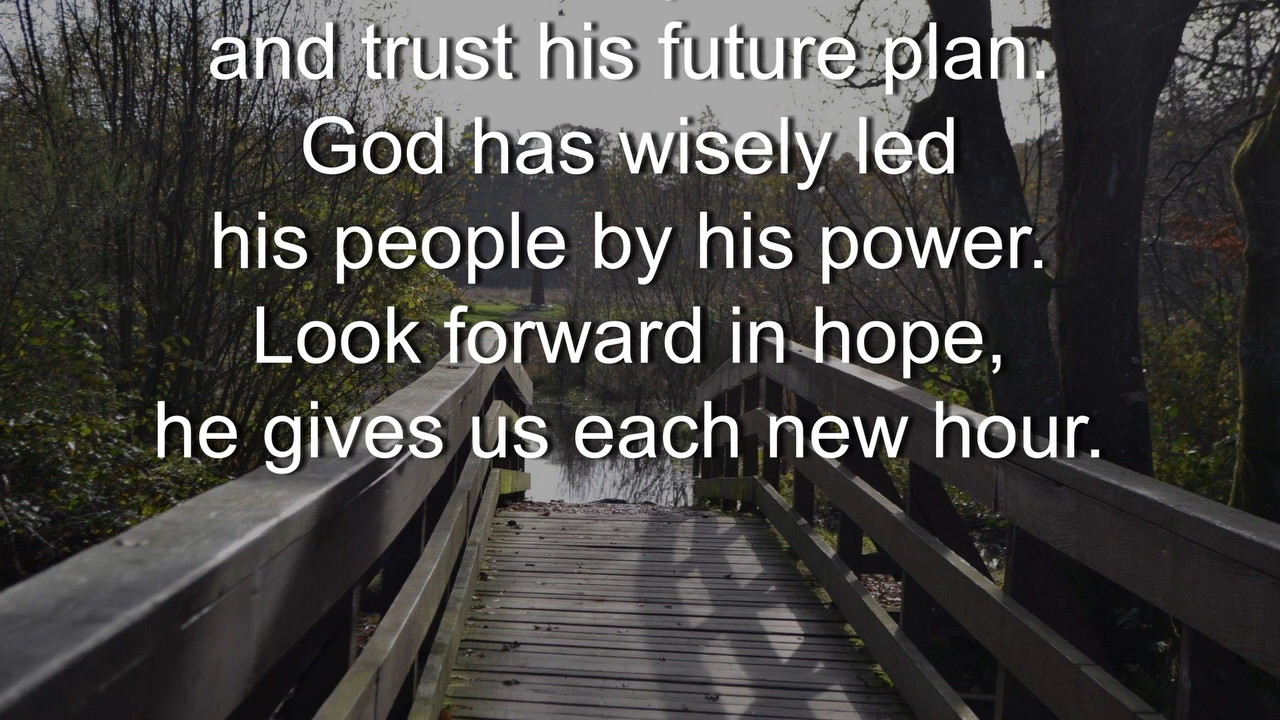 and trust his future plan.
God has wisely led
his people by his power.
Look forward in hope,
he gives us each new hour.